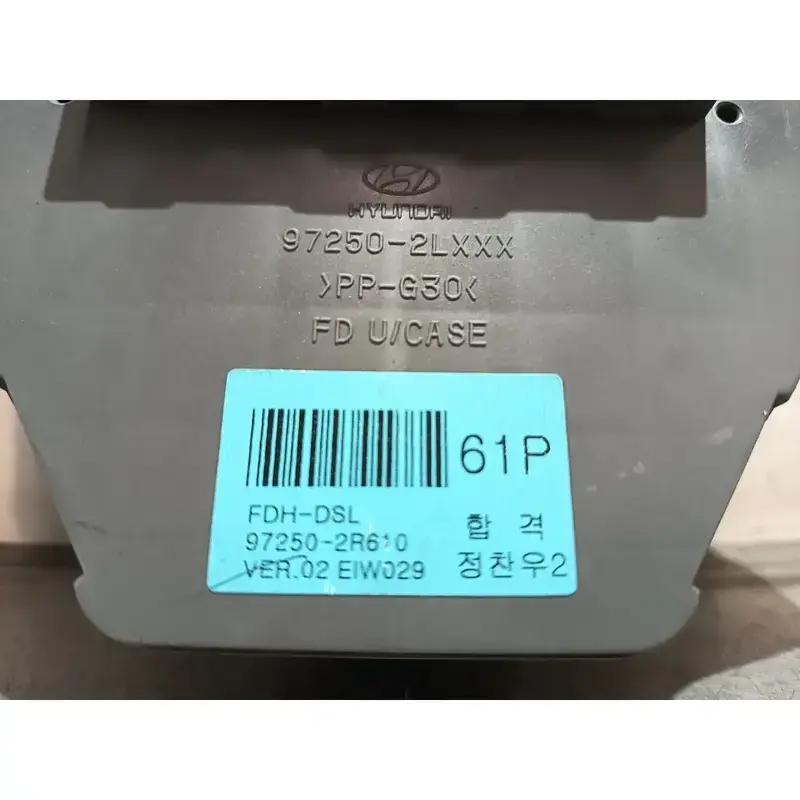 HYUNDAI
97250-2LXXX
>PP-G30<
FD U/CASE
61P
FDH-DSL
97250-2R610
VER.02 EIW029
합 격
정찬우2